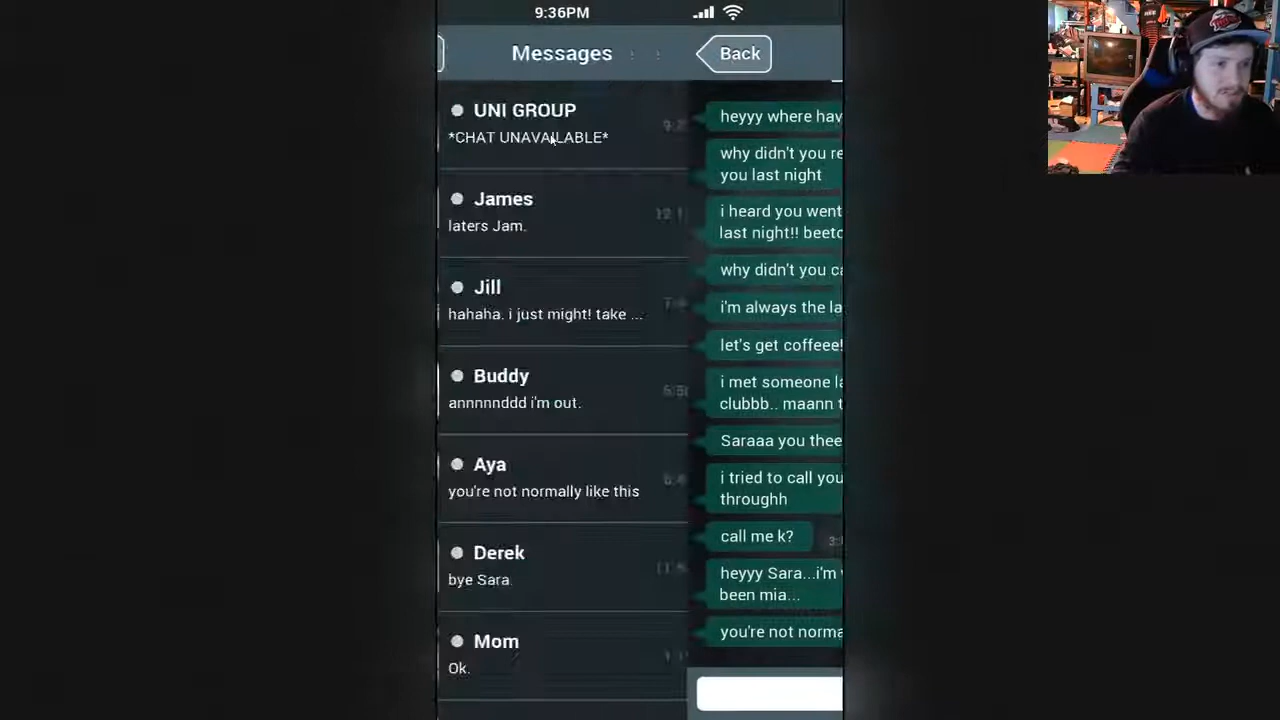 9:36PM
Messages
Back
UNI GROUP
*CHAT UNAVAILABLE*
James
laters Jam.
Jill
hahaha. i just might! take ...
Buddy
annnnnddd i'm out.
Aya
you're not normally like this
Derek
bye Sara.
Mom
Ok.
heyyy where hav
why didn't you re
you last night
i heard you went
last night!! beetc
why didn't you ca
i'm always the la
let's get coffeee!
i met someone la
clubbb.. maann t
Saraaa you thee
i tried to call you
throughh
call me k?
heyyy Sara...i'm
been mia...
you're not norma